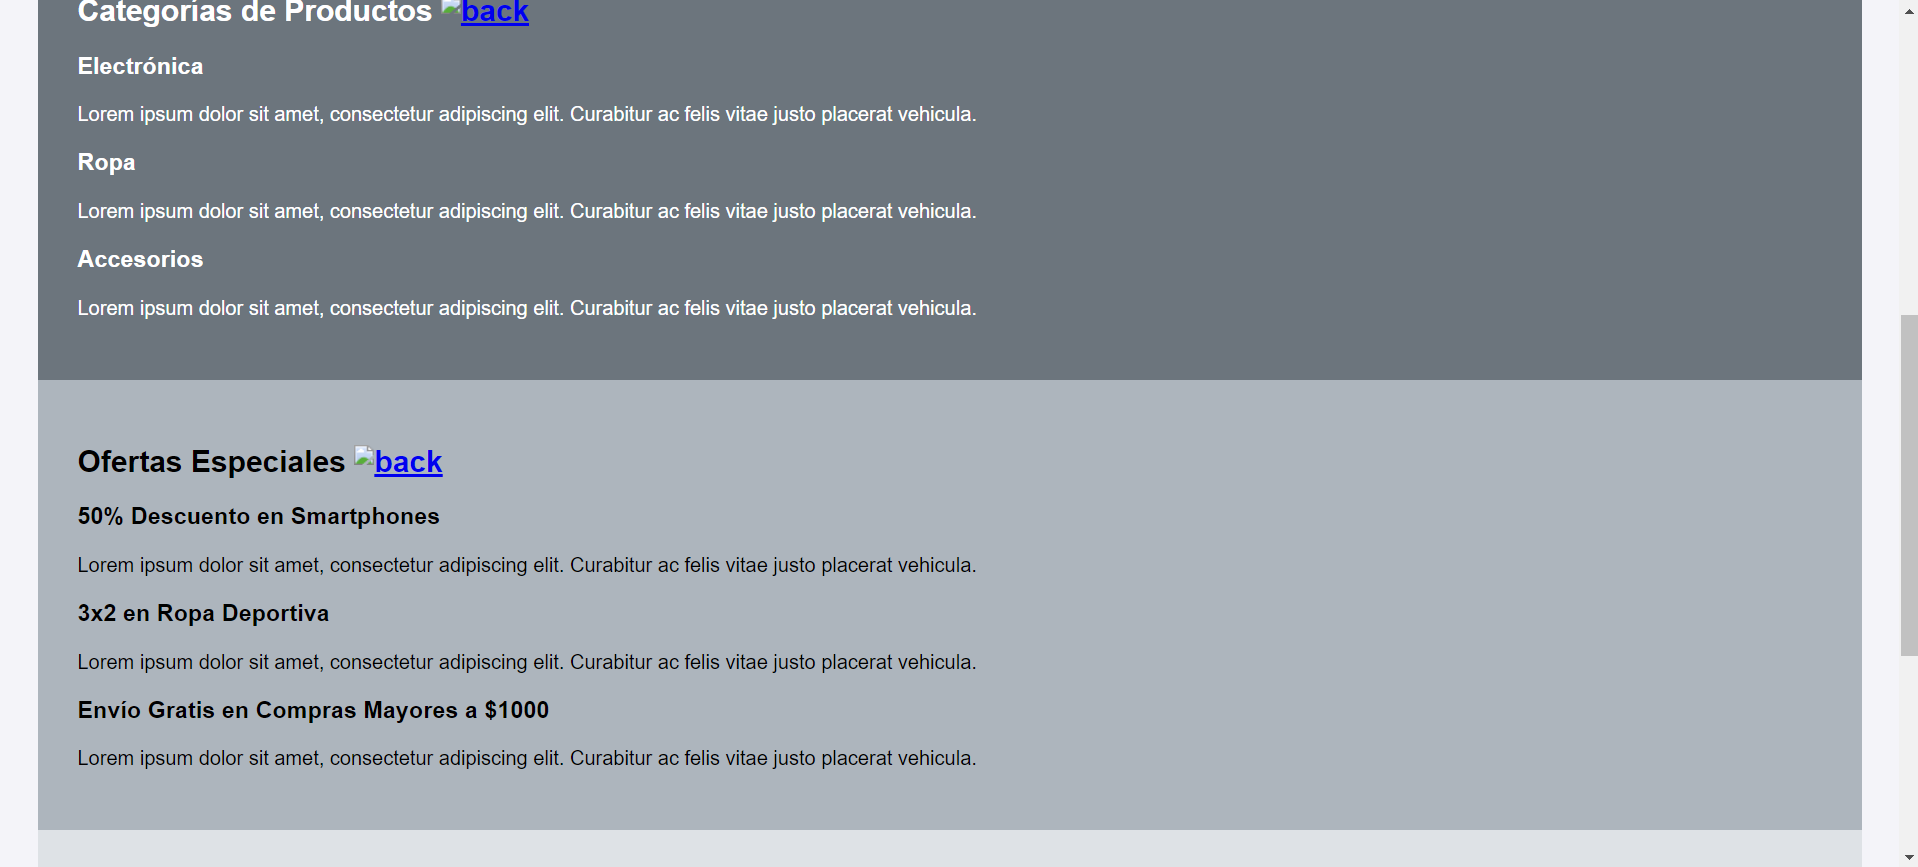 Categorías de Productos back
Electrónica
Lorem ipsum dolor sit amet, consectetur adipiscing elit. Curabitur ac felis vitae justo placerat vehicula.
Ropa
Lorem ipsum dolor sit amet, consectetur adipiscing elit. Curabitur ac felis vitae justo placerat vehicula.
Accesorios
Lorem ipsum dolor sit amet, consectetur adipiscing elit. Curabitur ac felis vitae justo placerat vehicula.
Ofertas Especiales back
50% Descuento en Smartphones
Lorem ipsum dolor sit amet, consectetur adipiscing elit. Curabitur ac felis vitae justo placerat vehicula.
3x2 en Ropa Deportiva
Lorem ipsum dolor sit amet, consectetur adipiscing elit. Curabitur ac felis vitae justo placerat vehicula.
Envío Gratis en Compras Mayores a $1000
Lorem ipsum dolor sit amet, consectetur adipiscing elit. Curabitur ac felis vitae justo placerat vehicula.